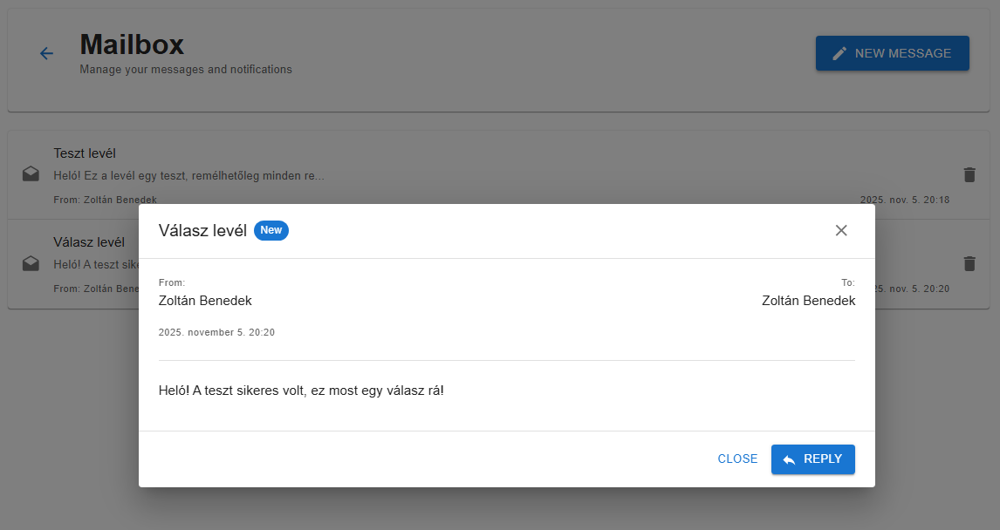 Mailbox
Manage your messages and notifications
NEW MESSAGE
Teszt levél
Heló! Ez a levél egy teszt, remélhetőleg minden re...
From: Zoltán Benedek
2025. nov. 5. 20:18
Válasz levél
Heló! A teszt
From: Zoltán
5. nov. 5. 20:20
Válasz levél New
From:
To:
Zoltán Benedek
Zoltán Benedek
2025. november 5. 20:20
Heló! A teszt sikeres volt, ez most egy válasz rá!
CLOSE
REPLY